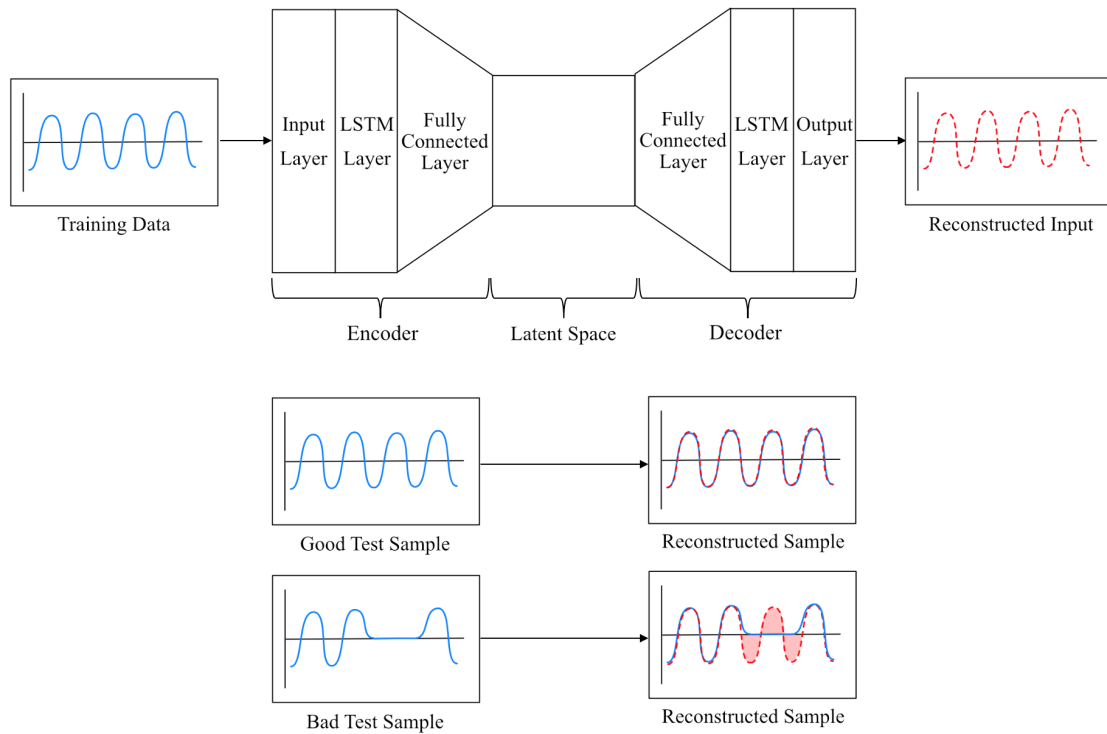 Input
Layer
LSTM
Layer
Fully
Connected
Layer
Fully
Connected
Layer
LSTM
Layer
Output
Layer
Training Data
Reconstructed Input
Encoder
Latent Space
Decoder
Good Test Sample
Reconstructed Sample
Bad Test Sample
Reconstructed Sample